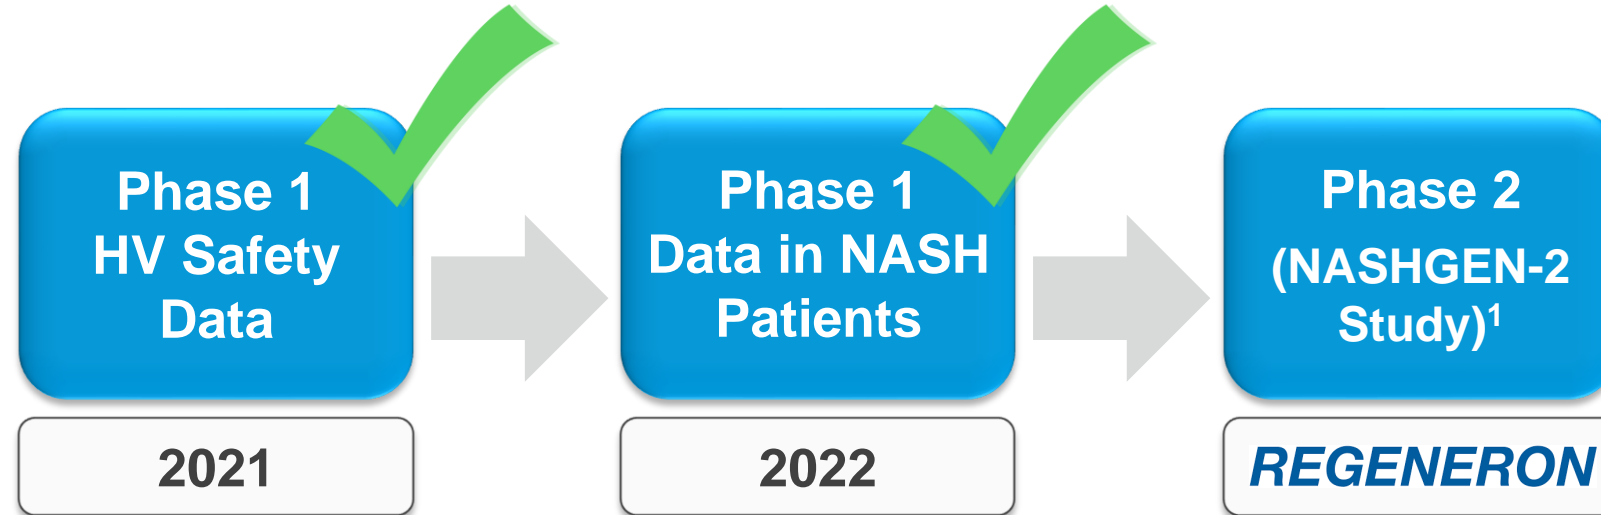 Phase 1
HV Safety
Data
2021
Phase 1
Data in NASH
Patients
2022
Phase 2
(NASHGEN-2
Study)¹
REGENERON